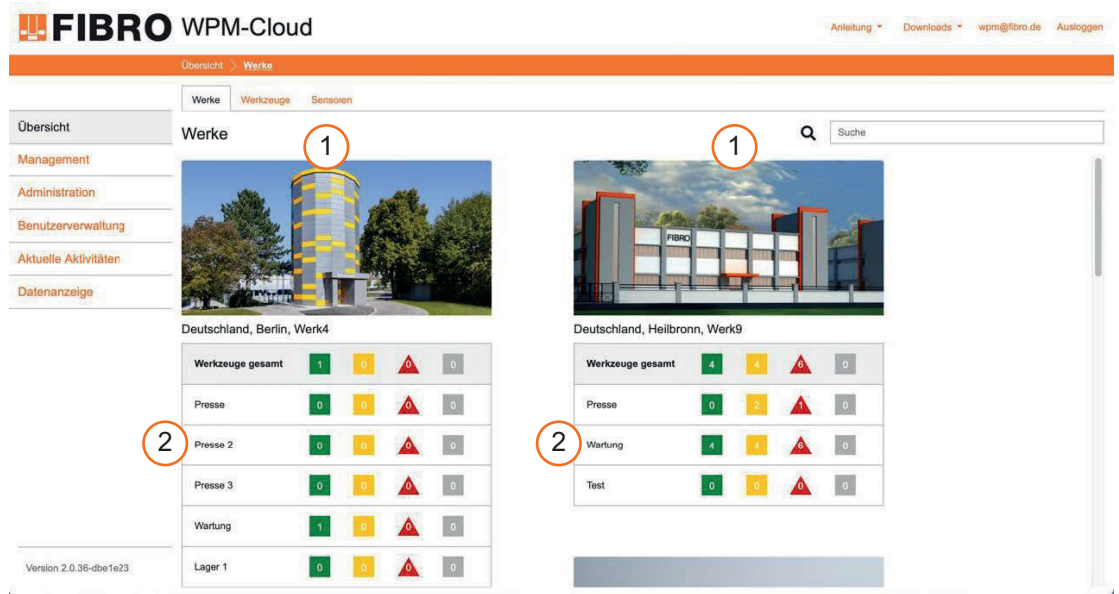 FIBRO WPM-Cloud
Anleitung Downloads wpm@fibro.de Ausloggen
Übersicht > Werke
Werke Werkzeuge Sensoren
Übersicht
Management
Administration
Benutzerverwaltung
Aktuelle Aktivitäten
Datenanzeige
Version 2.0.36-dbe1e23
Werke
Suche
1
1
FIBRO
Deutschland, Berlin, Werk4
Werkzeuge gesamt 1 0 0 0
Presse 0 0 0 0
2
Presse 2 0 0 0 0
Presse 3 0 0 0 0
Wartung 1 0 0 0
Lager 1 0 0 0 0
Deutschland, Heilbronn, Werk9
Werkzeuge gesamt 4 4 6 0
Presse 0 2 1 0
2
Wartung 4 4 6 0
Test 0 0 0 0